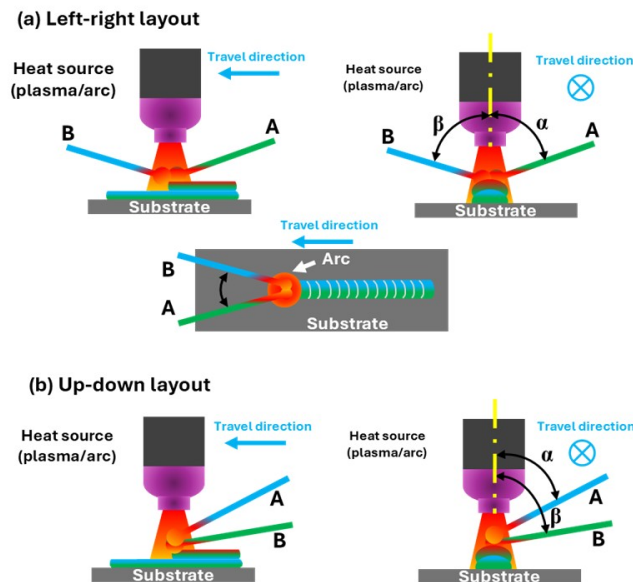 (a) Left-right layout
Heat source
(plasma/arc)
Travel direction
B
A
Substrate
Heat source
(plasma/arc)
Travel direction
β
α
B
A
Substrate
Travel direction
B
Arc
A
Substrate
(b) Up-down layout
Heat source
(plasma/arc)
Travel direction
A
B
Substrate
Heat source
(plasma/arc)
Travel direction
α
A
β
B
Substrate